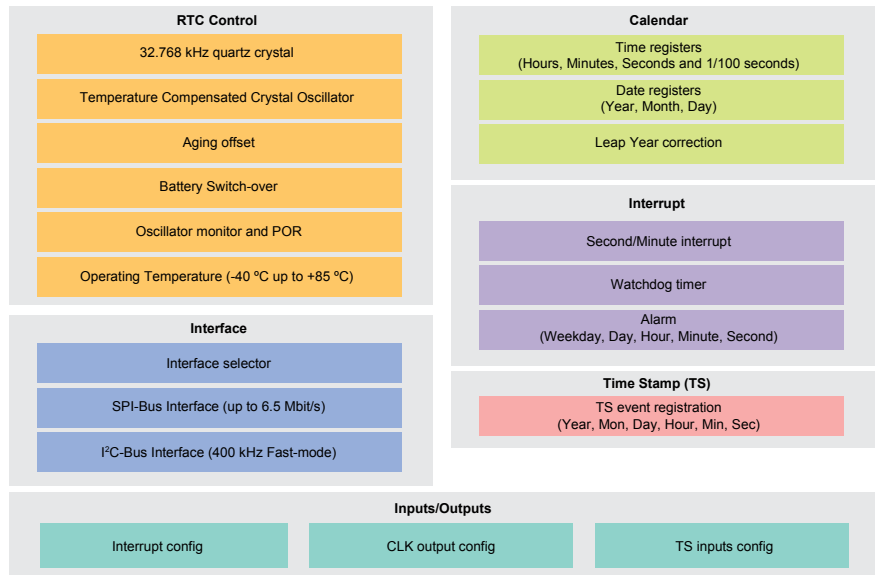 RTC Control
32.768 kHz quartz crystal
Temperature Compensated Crystal Oscillator
Aging offset
Battery Switch-over
Oscillator monitor and POR
Operating Temperature (-40 ºC up to +85 ºC)
Interface
Interface selector
SPI-Bus Interface (up to 6.5 Mbit/s)
I²C-Bus Interface (400 kHz Fast-mode)
Calendar
Time registers
(Hours, Minutes, Seconds and 1/100 seconds)
Date registers
(Year, Month, Day)
Leap Year correction
Interrupt
Second/Minute interrupt
Watchdog timer
Alarm
(Weekday, Day, Hour, Minute, Second)
Time Stamp (TS)
TS event registration
(Year, Mon, Day, Hour, Min, Sec)
Inputs/Outputs
Interrupt config
CLK output config
TS inputs config